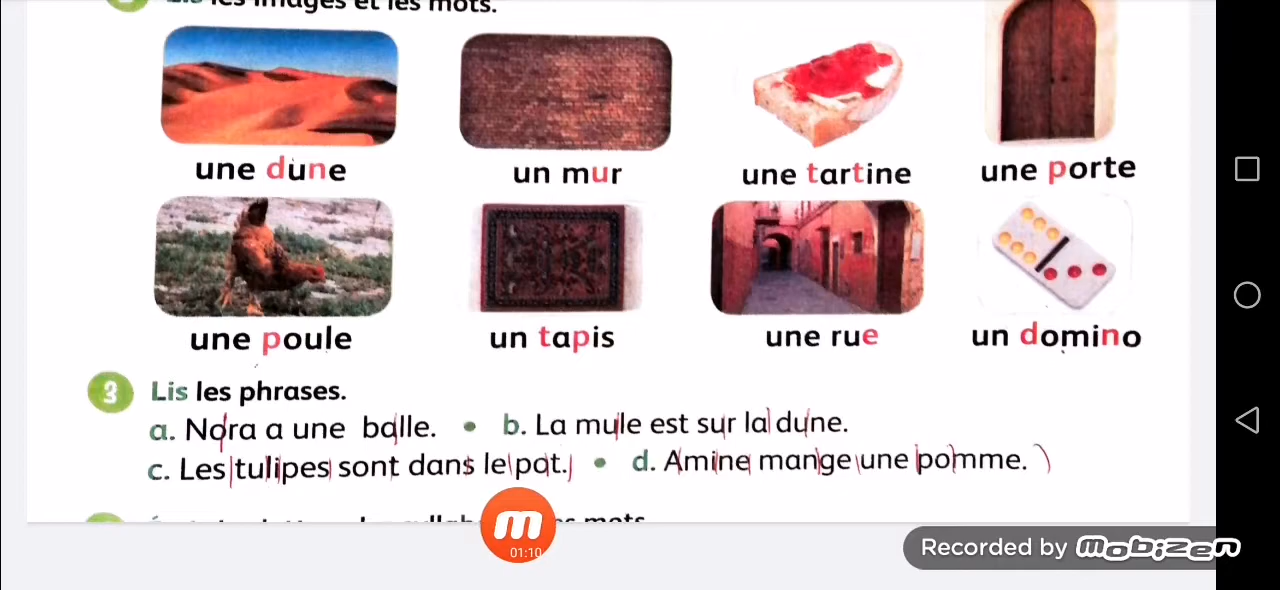 les images et les mots.
une dune un mur une tartine une porte
une poule un tapis une rue un domino
3 Lis les phrases.
a. Nora a une balle. • b. La mule est sur la dune.
c. Les tulipes sont dans le pot. • d. Amine mange une pomme.
mots
01:10
Recorded by mobizen